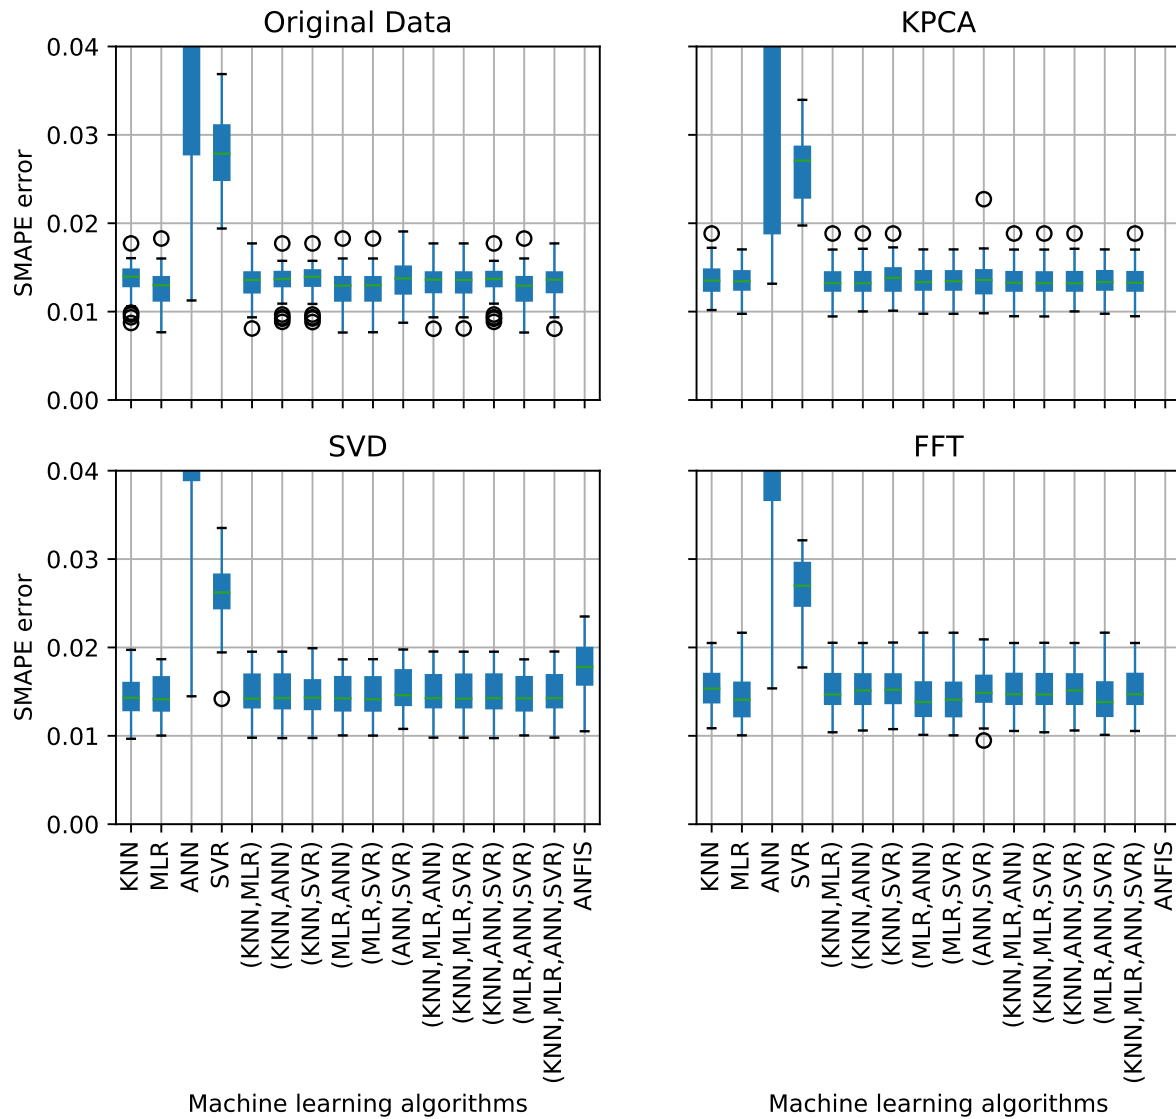 Original Data
KPCA
SMAPE error
0.04
0.03
0.02
0.01
0.00
SVD
FFT
SMAPE error
0.04
0.03
0.02
0.01
0.00
KNN
MLR
ANN
SVR
(KNN,MLR)
(KNN,ANN)
(KNN,SVR)
(MLR,ANN)
(MLR,SVR)
(ANN,SVR)
(KNN,MLR,ANN)
(KNN,MLR,SVR)
(KNN,ANN,SVR)
(MLR,ANN,SVR)
(KNN,MLR,ANN,SVR)
ANFIS
KNN
MLR
ANN
SVR
(KNN,MLR)
(KNN,ANN)
(KNN,SVR)
(MLR,ANN)
(MLR,SVR)
(ANN,SVR)
(KNN,MLR,ANN)
(KNN,MLR,SVR)
(KNN,ANN,SVR)
(MLR,ANN,SVR)
(KNN,MLR,ANN,SVR)
ANFIS
Machine learning algorithms
Machine learning algorithms